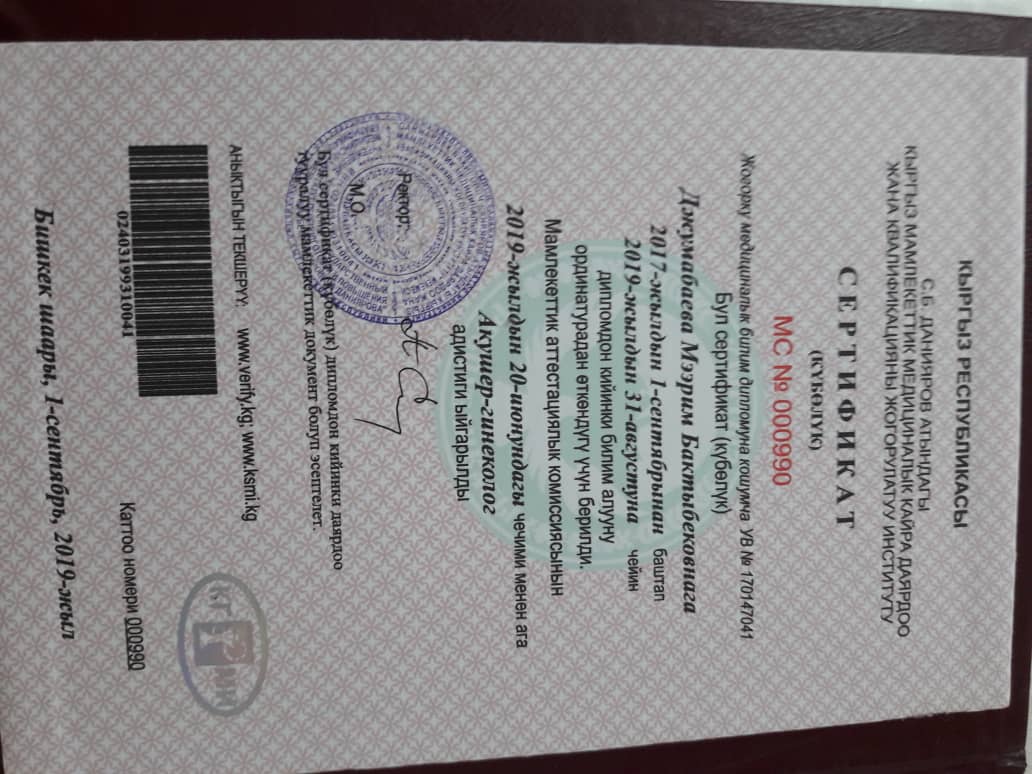 КЫРГЫЗ РЕСПУБЛИКАСЫ
С.Б. ДАНИЯРОВ АТЫНДАГЫ
КЫРГЫЗ МАМЛЕКЕТТИК МЕДИЦИНАЛЫК КАЙРА ДАЯРДОО
ЖАНА КВАЛИФИКАЦИЯНЫ ЖОГОРУЛАТУУ ИНСТИТУТУ
СЕРТИФИКАТ
(КҮБӨЛҮК)
МС № 000990
Жогорку медициналык билим дипломуна кошумча УВ № 170147041
Бул сертификат (күбөлүк)
Джумабаева Мээрим Бактыбековнага
2017-жылдын 1-сентябрынан баштап
2019-жылдын 31-августуна чейин
дипломдон кийинки билим алууну
ординатурадан өткөндүгү үчүн берилди.
Мамлекеттик аттестациялык комиссиясынын
2019-жылдын 20-июнундагы чечими менен ага
Акушер-гинеколог
адистиги ыйгарылды
Ректор:
М.О.
Бул сертификат (күбөлүк) дипломдон кийинки даярдоо
тууралуу мамлекеттик документ болуп эсептелет.
АНЫКТЫГЫН ТЕКШЕРҮҮ: www.verify.kg; www.ksmi.kg
02403199310041
Каттоо номери 000990
Бишкек шаары, 1-сентябрь, 2019-жыл